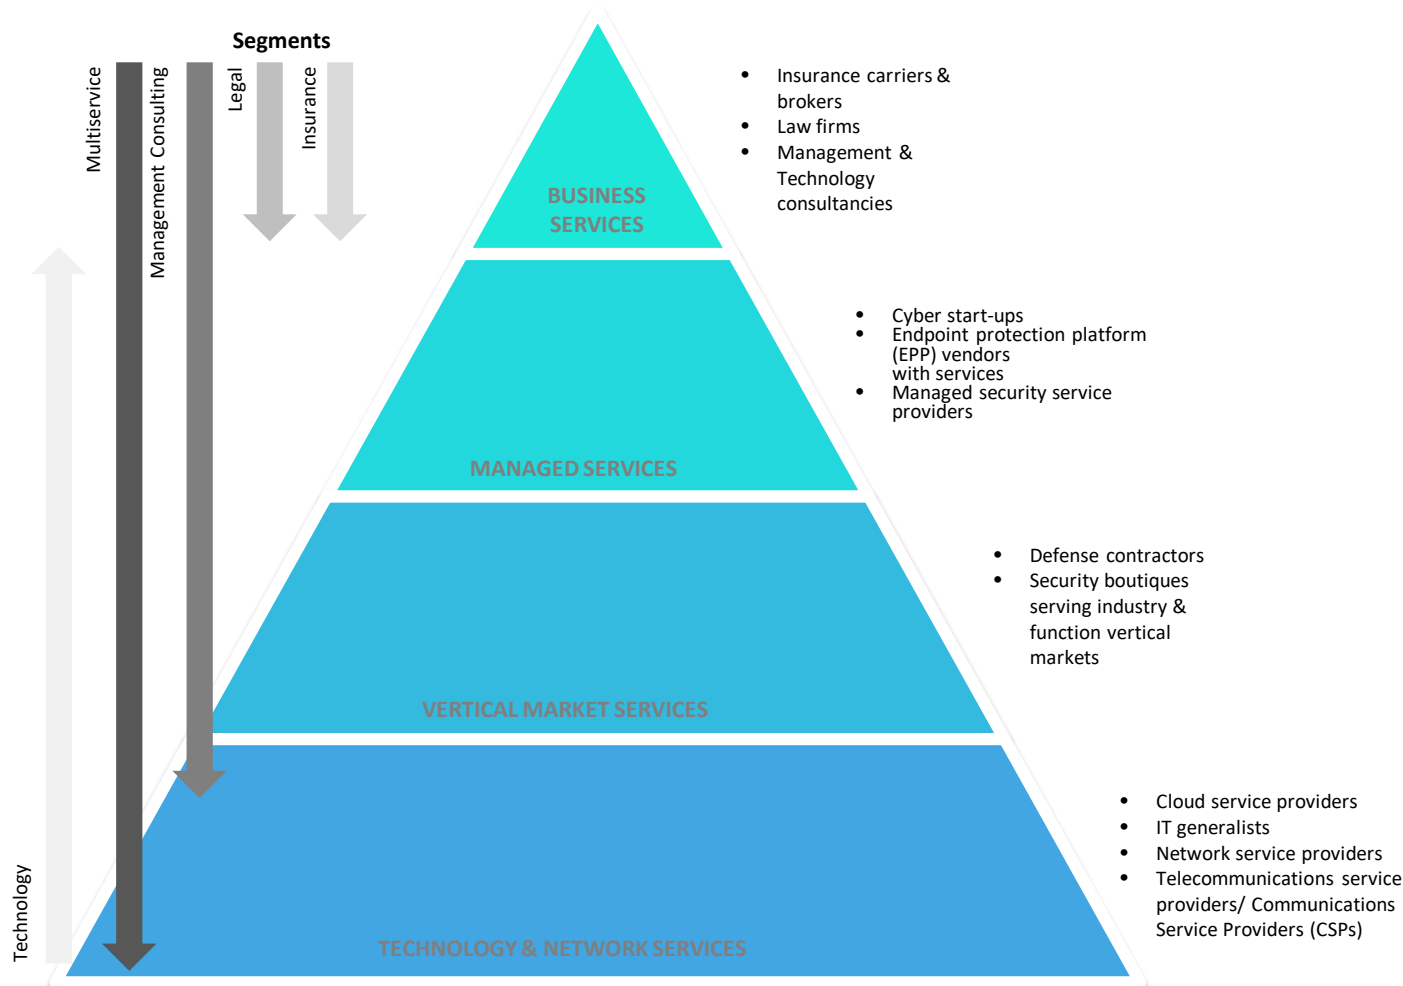 Segments
Multiservice
Management Consulting
Legal
Insurance
Technology
BUSINESS
SERVICES
• Insurance carriers &
brokers
• Law firms
• Management &
Technology
consultancies
MANAGED SERVICES
• Cyber start-ups
• Endpoint protection platform
(EPP) vendors
with services
• Managed security service
providers
VERTICAL MARKET SERVICES
• Defense contractors
• Security boutiques
serving industry &
function vertical
markets
TECHNOLOGY & NETWORK SERVICES
• Cloud service providers
• IT generalists
• Network service providers
• Telecommunications service
providers/ Communications
Service Providers (CSPs)